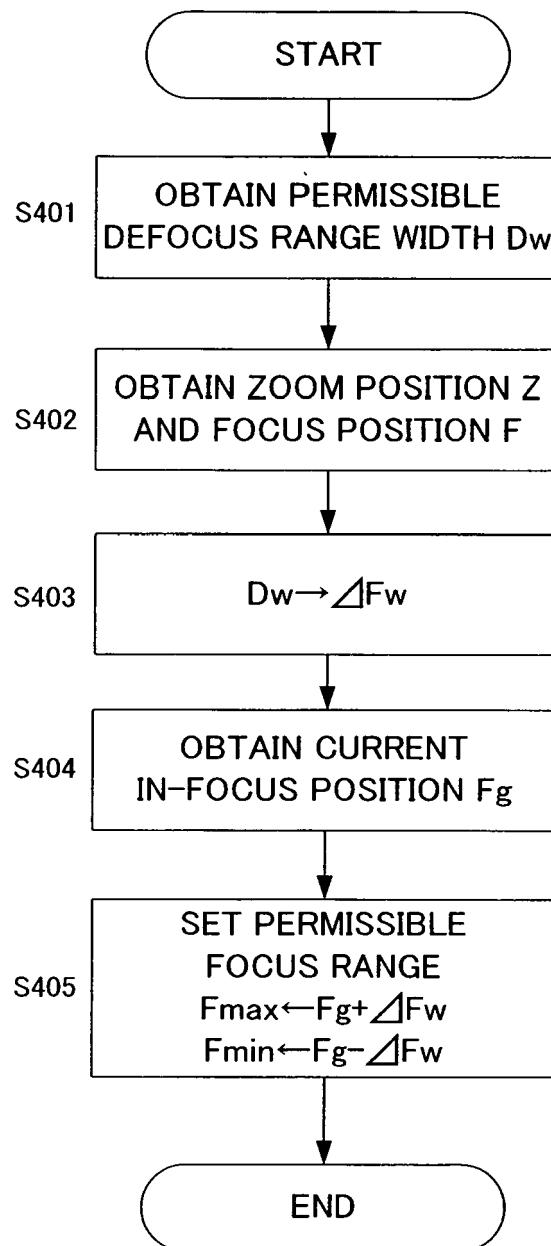 START
S401
OBTAIN PERMISSIBLE
DEFOCUS RANGE WIDTH Dw
S402
OBTAIN ZOOM POSITION Z
AND FOCUS POSITION F
S403
Dw→⊿Fw
S404
OBTAIN CURRENT
IN-FOCUS POSITION Fg
S405
SET PERMISSIBLE
FOCUS RANGE
Fmax←Fg+⊿Fw
Fmin←Fg-⊿Fw
END